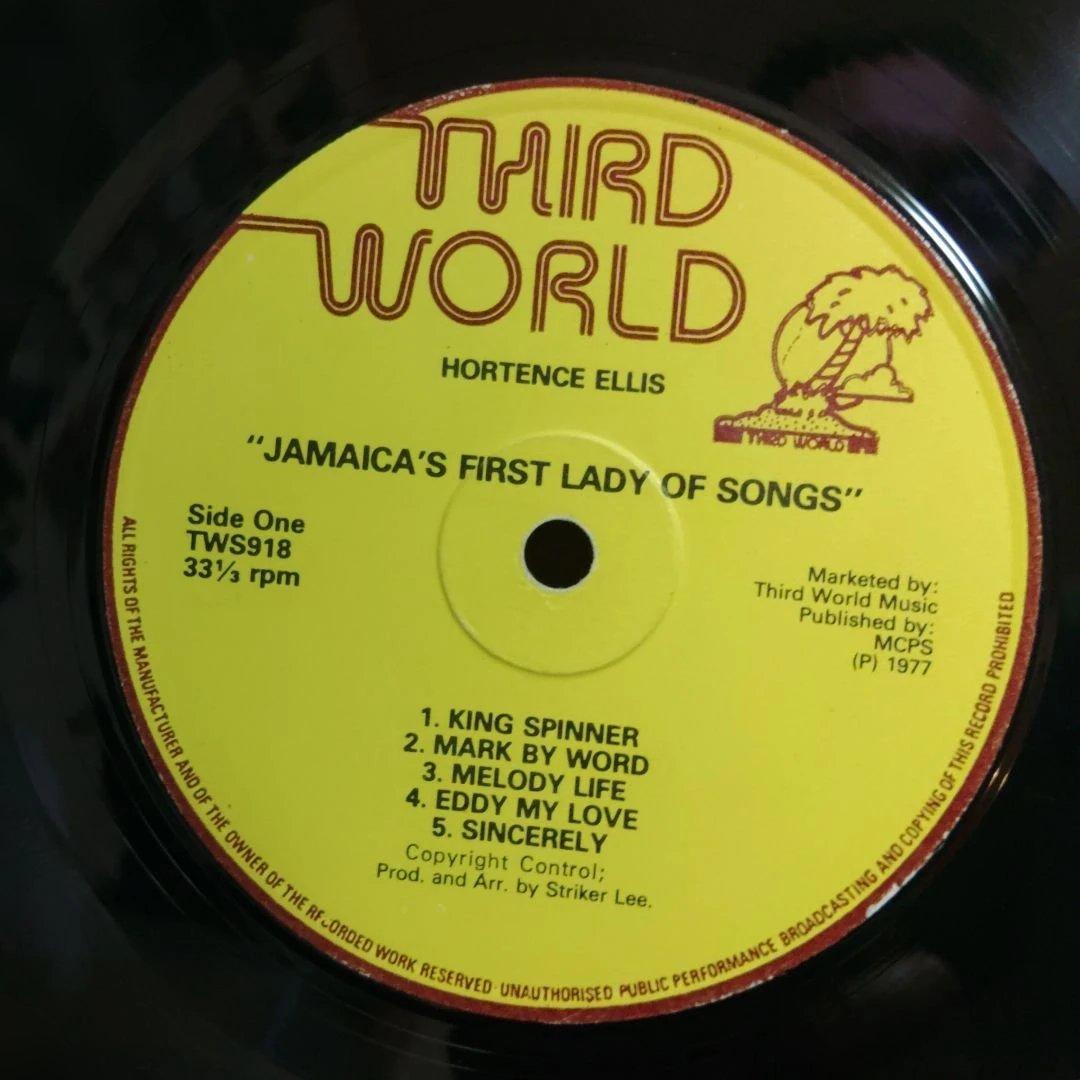 THIRD
WORLD
THIRD WORLD
HORTENCE ELLIS
"JAMAICA'S FIRST LADY OF SONGS"
Side One
TWS918
33⅓ rpm
Marketed by:
Third World Music
Published by:
MCPS
(P) 1977
1. KING SPINNER
2. MARK BY WORD
3. MELODY LIFE
4. EDDY MY LOVE
5. SINCERELY
Copyright Control;
Prod. and Arr. by Striker Lee.
ALL RIGHTS OF THE MANUFACTURER AND OF THE OWNER OF THE RECORDED WORK RESERVED · UNAUTHORISED PUBLIC PERFORMANCE BROADCASTING AND COPYING OF THIS RECORD PROHIBITED